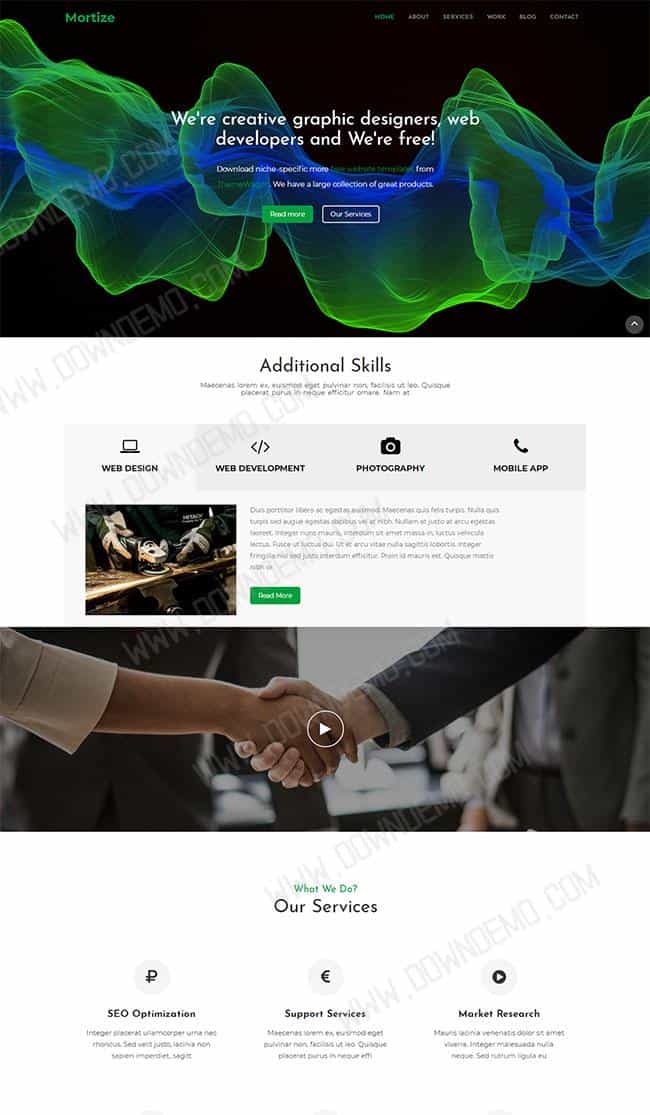 Mortize
HOME ABOUT SERVICES WORK BLOG CONTACT
We're creative graphic designers, web
developers and We're free!
Download niche-specific more free website templates from
ThemeWagon. We have a large collection of great products.
Read more Our Services
Additional Skills
Maecenas lorem ex, euismod eget pulvinar non, facilisis ut leo. Quisque
placerat purus in neque efficitur ornare. Nam at
WEB DESIGN WEB DEVELOPMENT PHOTOGRAPHY MOBILE APP
HITACHI
Duis porttitor libero ac egestas euismod. Maecenas quis felis turpis. Nulla quis
turpis sed augue egestas dapibus vel at nibh. Nullam at justo at arcu egestas
laoreet. Integer nunc mauris, interdum sit amet massa in, luctus vehicula
lectus. Fusce ut luctus dui. Ut et arcu vitae nulla sagittis lobortis. Integer
fringilla nisl sed justo interdum efficitur. Proin id mauris est. Quisque mattis
nibh ex
Read More
What We Do?
Our Services
SEO Optimization Support Services Market Research
Integer placerat ullamcorper urna nec Maecenas lorem ex, euismod eget Mauris lacinia venenatis dolor sit amet
rhoncus. Sed velit justo, lacinia non pulvinar non, facilisis ut leo. Quisque viverra. Integer malesuada nulla
sapien imperdiet, sagitt placerat purus in neque effi neque. Sed rutrum ligula eu
WWW.DOWNDEMO.COM